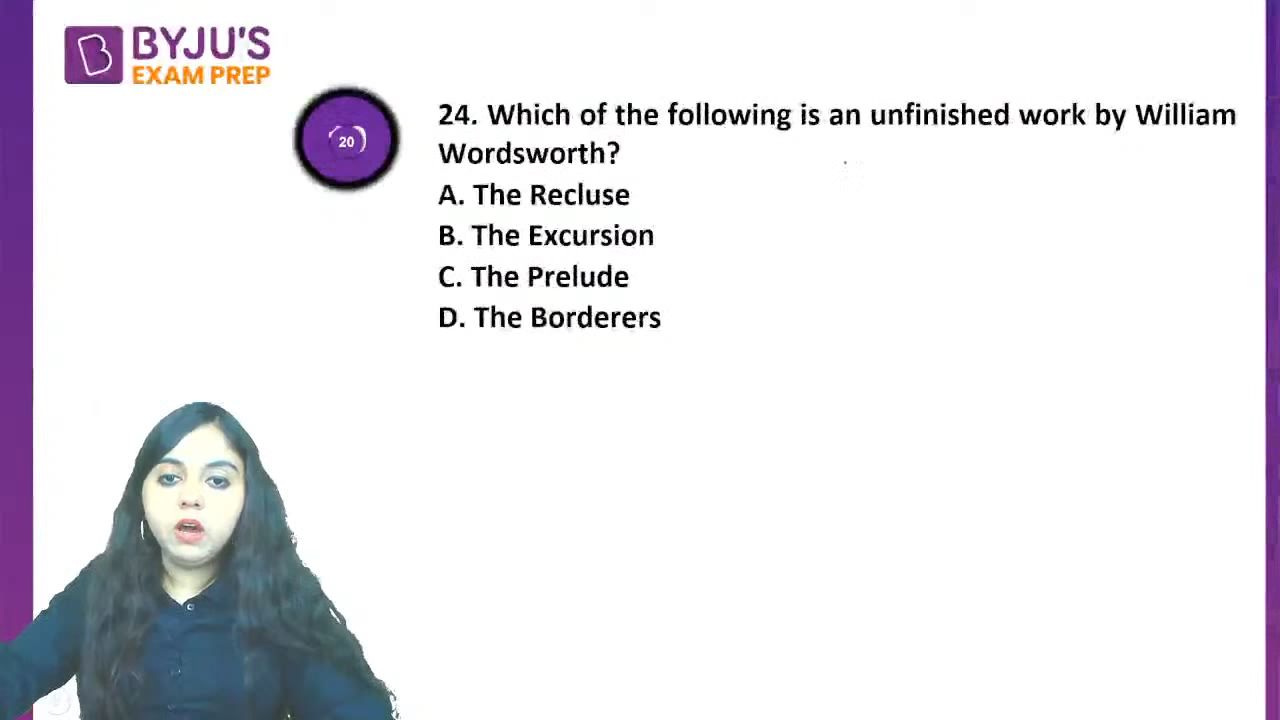 BYJU'S
EXAM PREP
20
24. Which of the following is an unfinished work by William
Wordsworth?
A. The Recluse
B. The Excursion
C. The Prelude
D. The Borderers